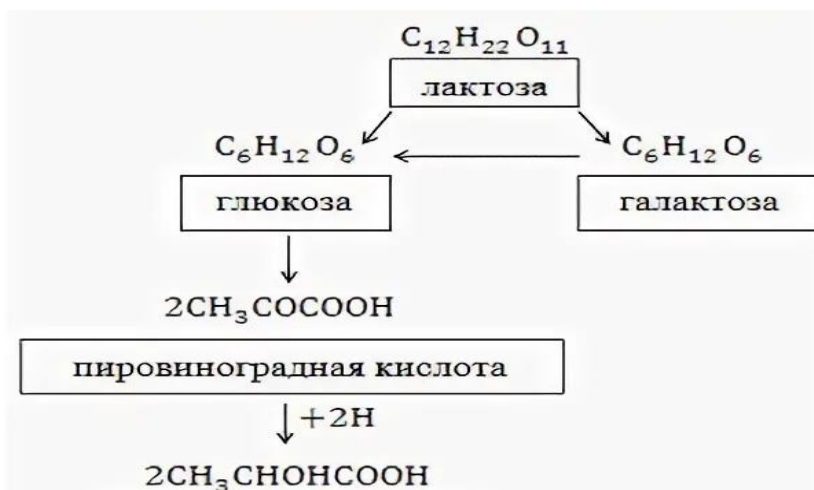 C₁₂H₂₂O₁₁
лактоза
C₆H₁₂O₆ C₆H₁₂O₆
глюкоза галактоза
2CH₃COCOOH
пировиноградная кислота
+2H
2CH₃CHOHCOOH